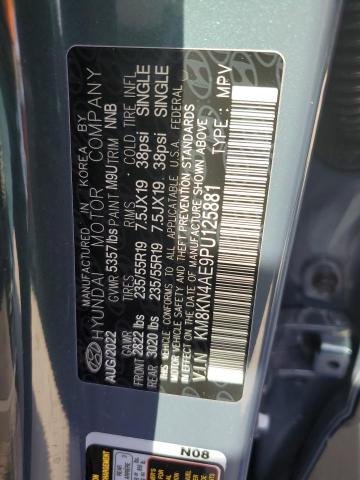 MANUFACTURED IN KOREA BY
HYUNDAI MOTOR COMPANY
AUG/2022 GVWR 5357lbs PAINT M9U TRIM NNB
GAWR TIRES RIMS COLD TIRE INFL
FRONT 2822 lbs 235/55R19 7.5JX19 38psi SINGLE
REAR 3020 lbs 235/55R19 7.5JX19 38psi SINGLE
THIS VEHICLE CONFORMS TO ALL APPLICABLE U.S.A FEDERAL
MOTOR VEHICLE SAFETY AND THEFT PREVENTION STANDARDS
IN EFFECT ON THE DATE OF MANUFACTURE SHOWN ABOVE
VIN : KM8KN4AE9PU125881 TYPE : MPV
N08